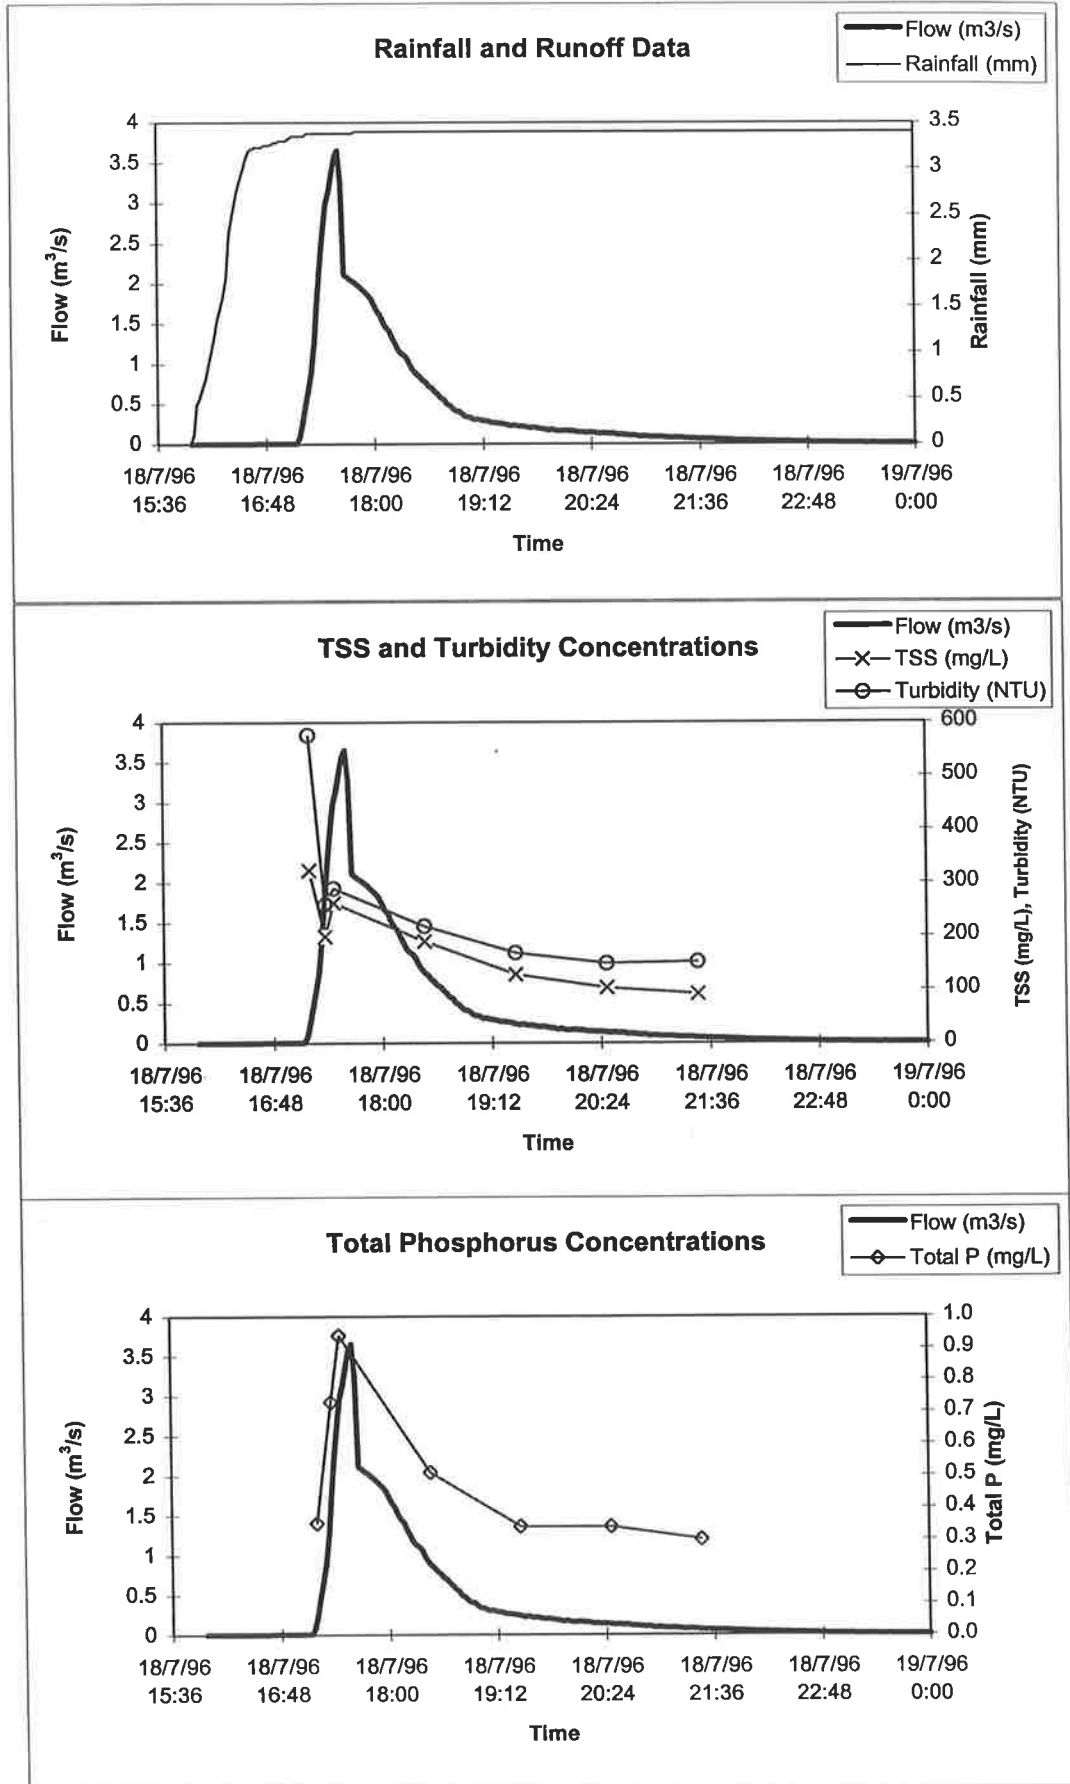 Rainfall and Runoff Data
Flow (m3/s)
Rainfall (mm)
Flow (m³/s)
4
3.5
3
2.5
2
1.5
1
0.5
0
3.5
3
2.5
2
1.5
1
0.5
0
Rainfall (mm)
18/7/96 18/7/96 18/7/96 18/7/96 18/7/96 18/7/96 18/7/96 19/7/96
15:36 16:48 18:00 19:12 20:24 21:36 22:48 0:00
Time
TSS and Turbidity Concentrations
Flow (m3/s)
TSS (mg/L)
Turbidity (NTU)
Flow (m³/s)
4
3.5
3
2.5
2
1.5
1
0.5
0
600
500
400
300
200
100
0
TSS (mg/L), Turbidity (NTU)
18/7/96 18/7/96 18/7/96 18/7/96 18/7/96 18/7/96 18/7/96 19/7/96
15:36 16:48 18:00 19:12 20:24 21:36 22:48 0:00
Time
Total Phosphorus Concentrations
Flow (m3/s)
Total P (mg/L)
Flow (m³/s)
4
3.5
3
2.5
2
1.5
1
0.5
0
1.0
0.9
0.8
0.7
0.6
0.5
0.4
0.3
0.2
0.1
0.0
Total P (mg/L)
18/7/96 18/7/96 18/7/96 18/7/96 18/7/96 18/7/96 18/7/96 19/7/96
15:36 16:48 18:00 19:12 20:24 21:36 22:48 0:00
Time